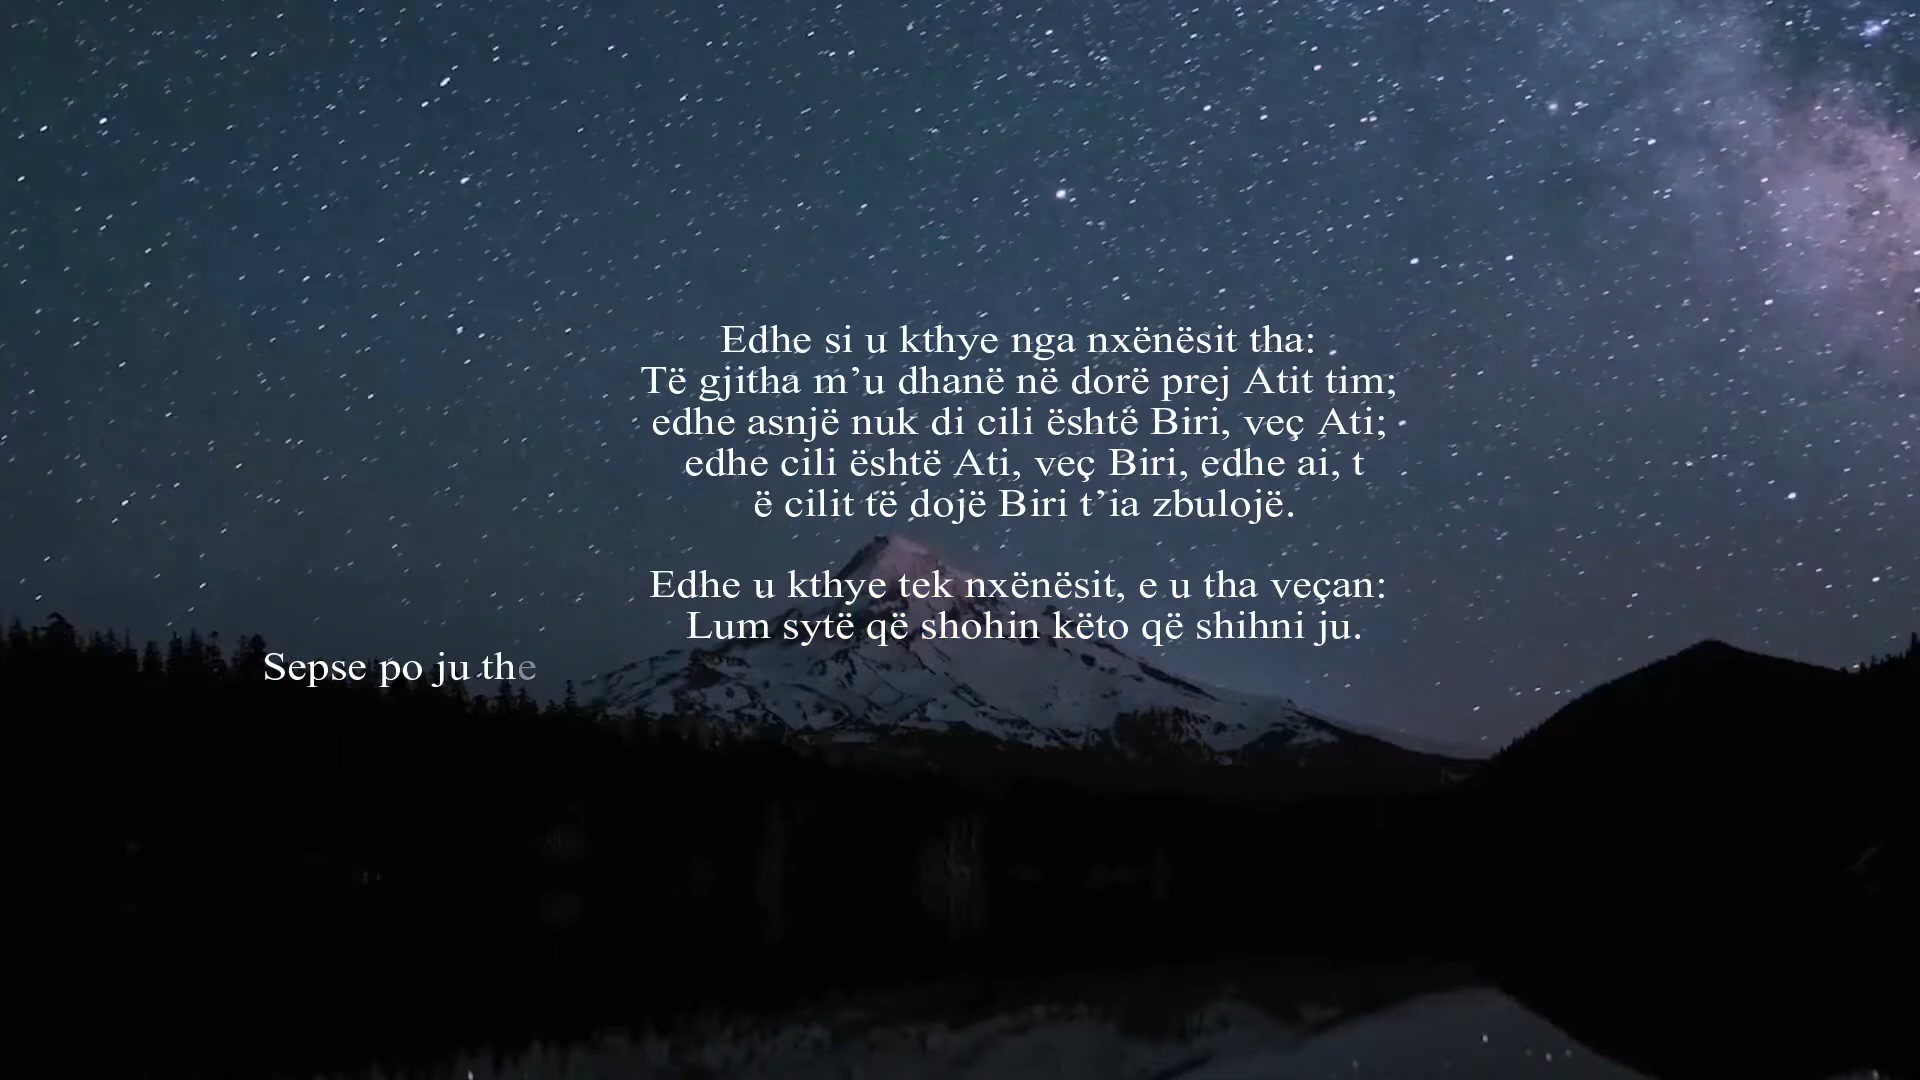 Edhe si u kthye nga nxënësit tha:
Të gjitha m’u dhanë në dorë prej Atit tim;
edhe asnjë nuk di cili është Biri, veç Ati;
edhe cili është Ati, veç Biri, edhe ai, t
ë cilit të dojë Biri t’ia zbulojë.
Edhe u kthye tek nxënësit, e u tha veçan:
Lum sytë që shohin këto që shihni ju.
Sepse po ju the